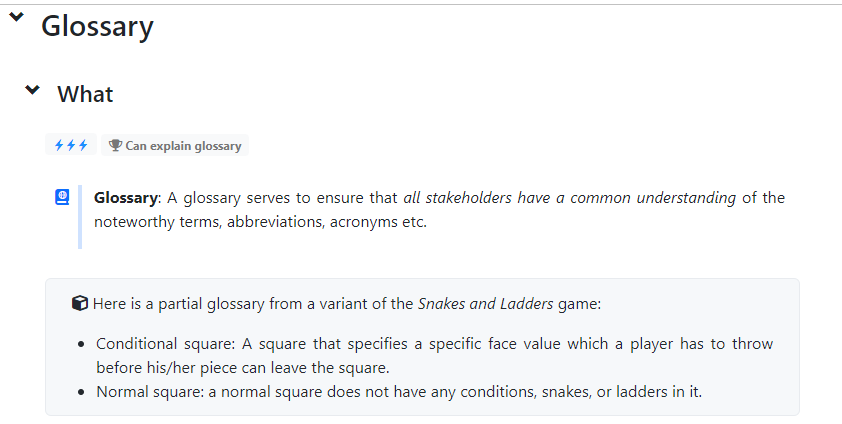 Glossary
What
Can explain glossary
Glossary: A glossary serves to ensure that all stakeholders have a common understanding of the
noteworthy terms, abbreviations, acronyms etc.
Here is a partial glossary from a variant of the Snakes and Ladders game:
• Conditional square: A square that specifies a specific face value which a player has to throw
before his/her piece can leave the square.
• Normal square: a normal square does not have any conditions, snakes, or ladders in it.